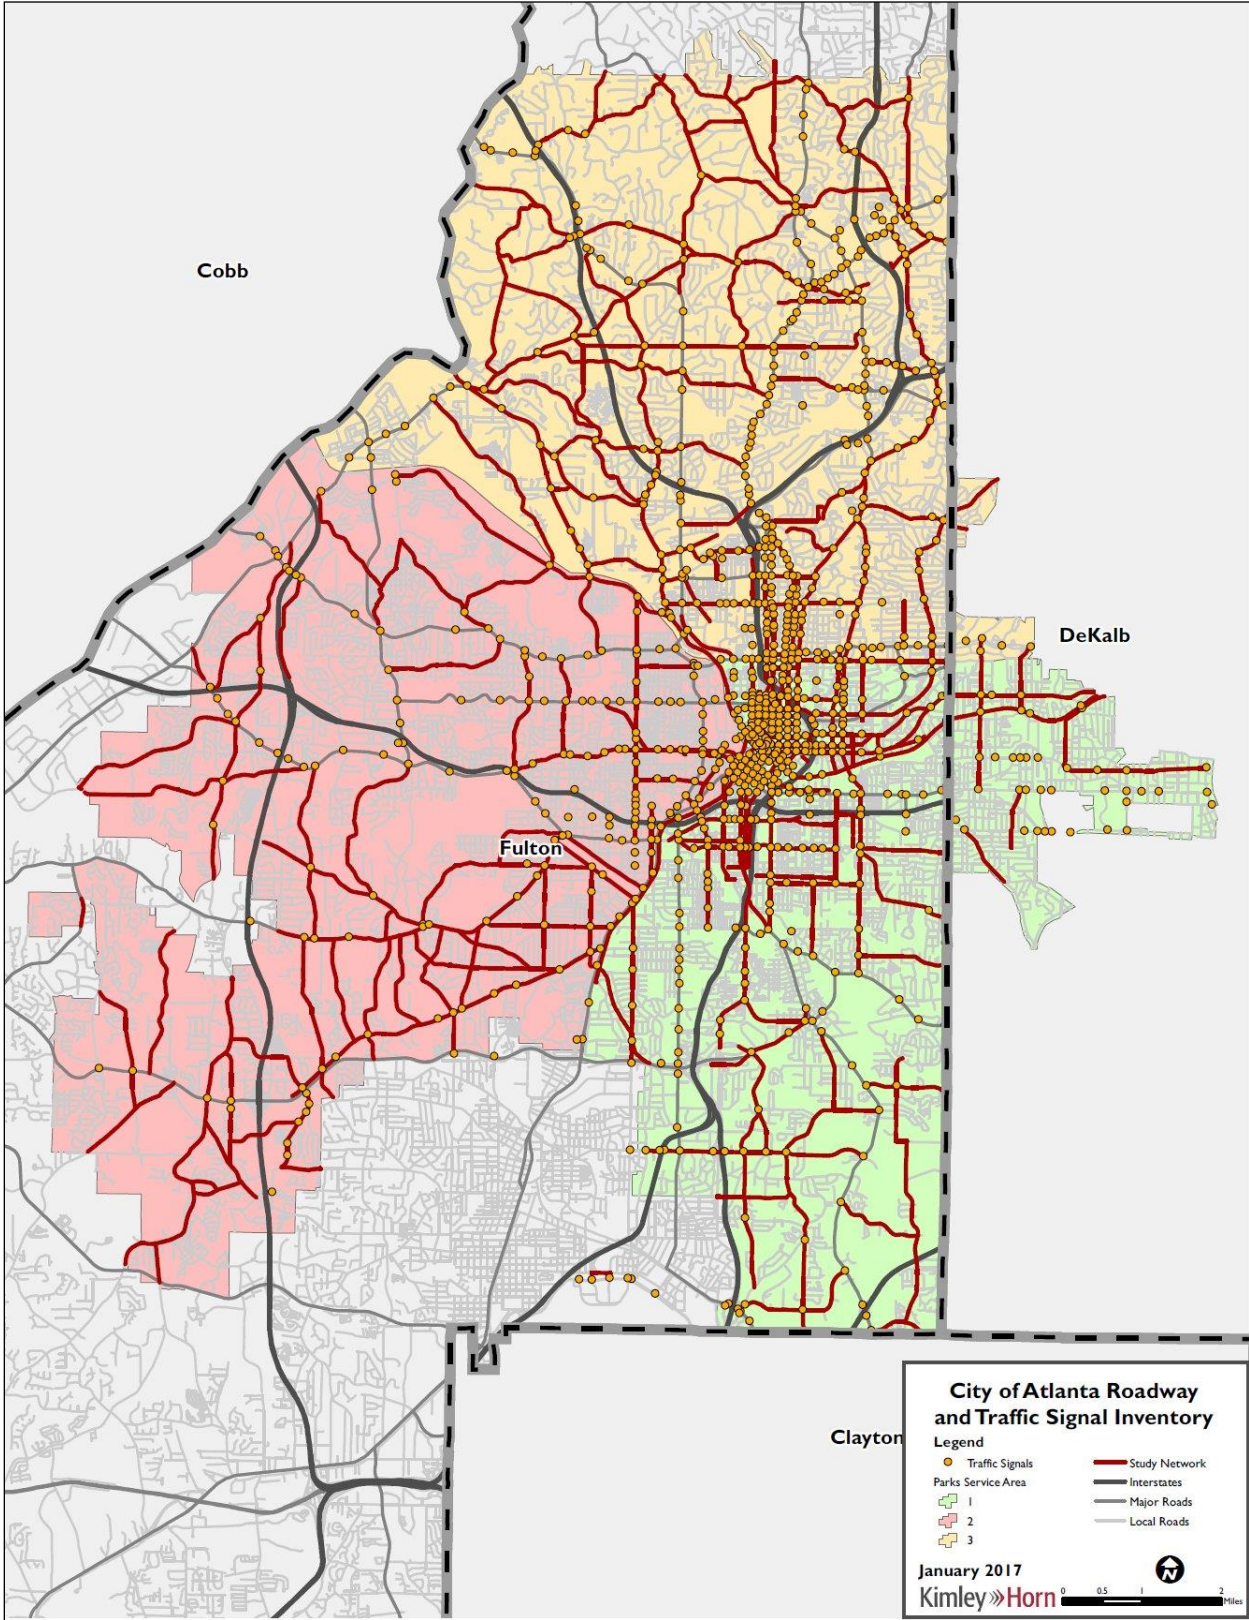 Cobb
DeKalb
Fulton
Clayton
City of Atlanta Roadway
and Traffic Signal Inventory
Legend
Traffic Signals
Parks Service Area
1
2
3
Study Network
Interstates
Major Roads
Local Roads
January 2017
N
Kimley»Horn
0 0.5 1 2
Miles